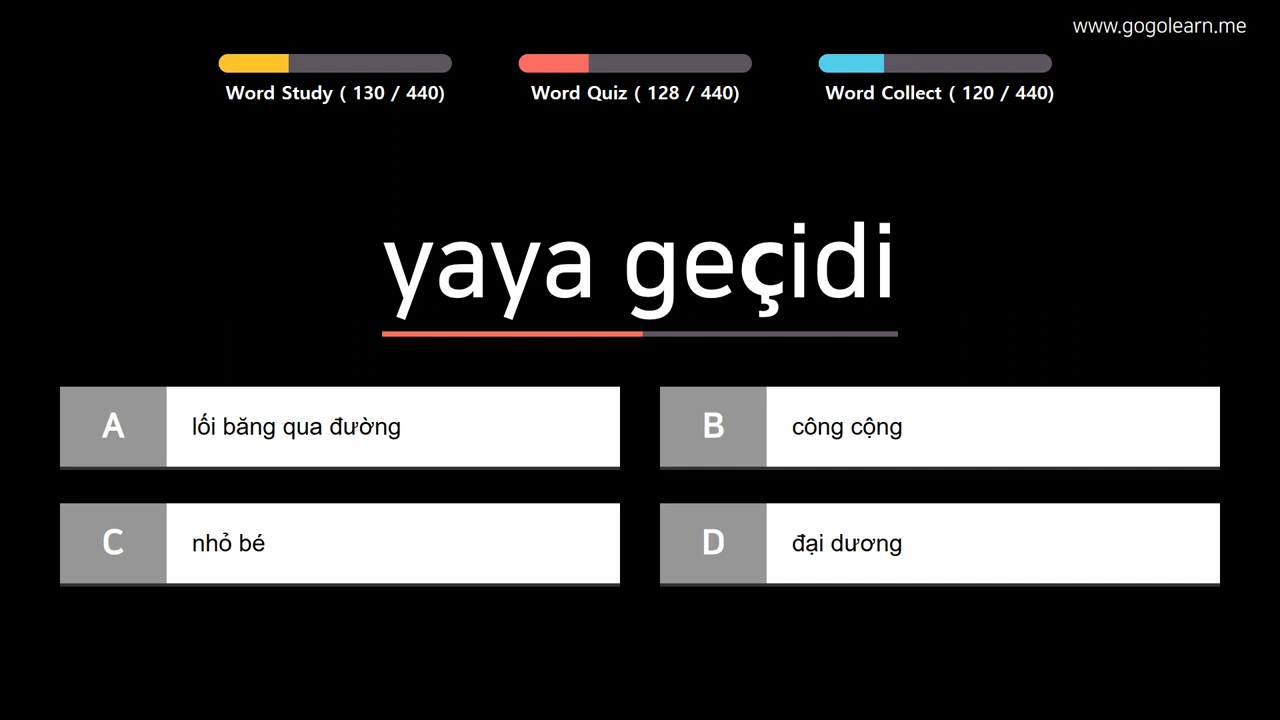 www.gogolearn.me
Word Study ( 130 / 440)
Word Quiz ( 128 / 440)
Word Collect ( 120 / 440)
yaya geçidi
A lối băng qua đường
B công cộng
C nhỏ bé
D đại dương